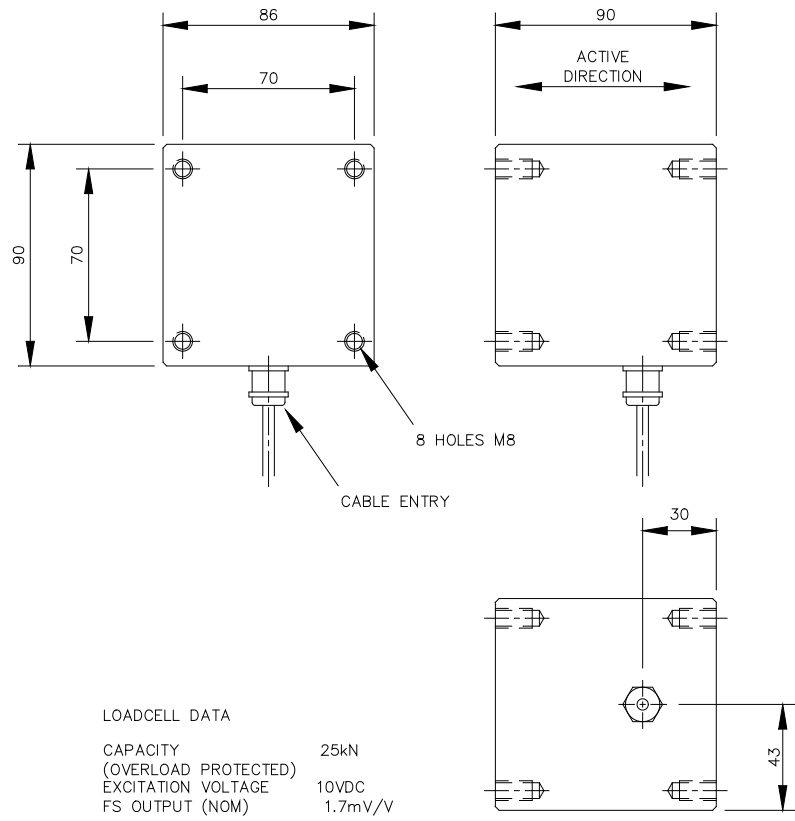 86
90
ACTIVE
DIRECTION
70
90
70
8 HOLES M8
CABLE ENTRY
30
43
LOADCELL DATA
CAPACITY 25kN
(OVERLOAD PROTECTED)
EXCITATION VOLTAGE 10VDC
FS OUTPUT (NOM) 1.7mV/V